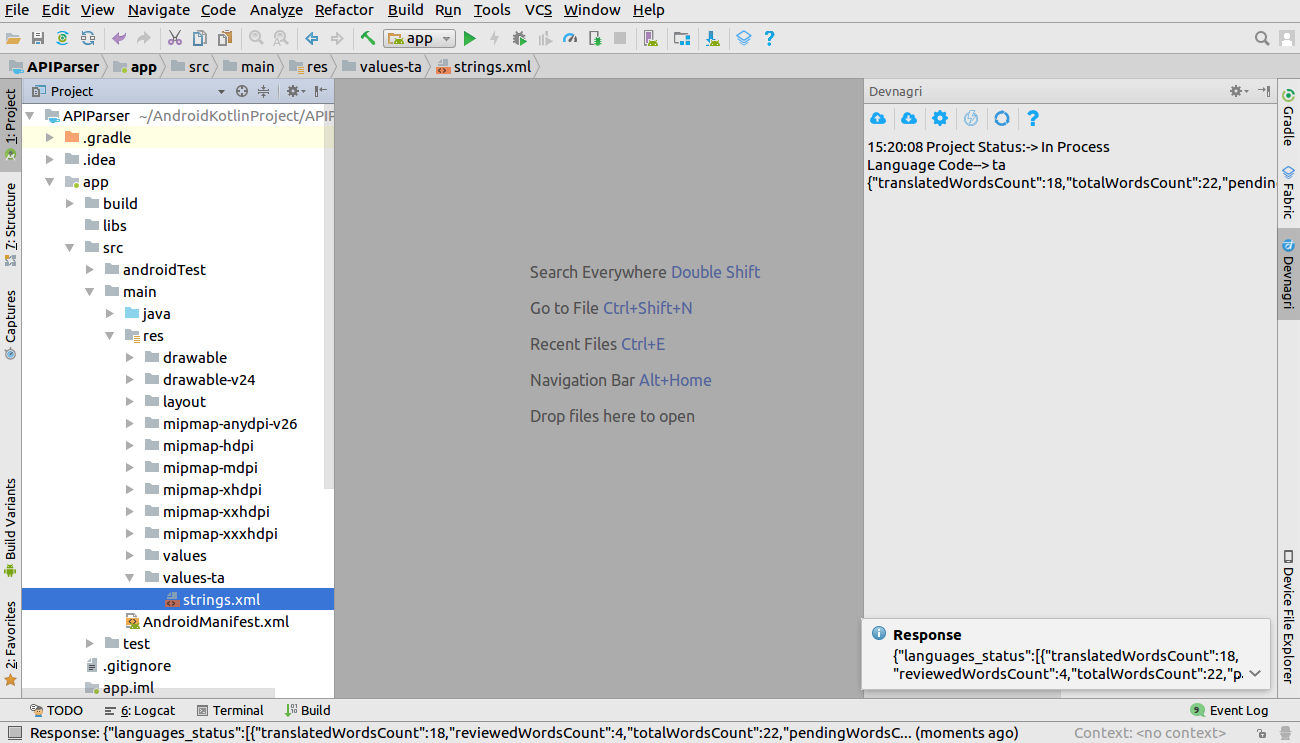 File Edit View Navigate Code Analyze Refactor Build Run Tools VCS Window Help
app
APIParser app src main res values-ta strings.xml
1: Project
7: Structure
Captures
Build Variants
2: Favorites
Project
APIParser ~/AndroidKotlinProject/APIP
.gradle
.idea
app
build
libs
src
androidTest
main
java
res
drawable
drawable-v24
layout
mipmap-anydpi-v26
mipmap-hdpi
mipmap-mdpi
mipmap-xhdpi
mipmap-xxhdpi
mipmap-xxxhdpi
values
values-ta
strings.xml
AndroidManifest.xml
test
.gitignore
app.iml
Search Everywhere Double Shift
Go to File Ctrl+Shift+N
Recent Files Ctrl+E
Navigation Bar Alt+Home
Drop files here to open
Devnagri
15:20:08 Project Status:-> In Process
Language Code--> ta
{"translatedWordsCount":18,"totalWordsCount":22,"pendin
Response
{"languages_status":[{"translatedWordsCount":18,
"reviewedWordsCount":4,"totalWordsCount":22,"p
Gradle
Fabric
Devnagri
Device File Explorer
TODO 6: Logcat Terminal Build 9 Event Log
Response: {"languages_status":[{"translatedWordsCount":18,"reviewedWordsCount":4,"totalWordsCount":22,"pendingWordsC... (moments ago) Context: <no context>